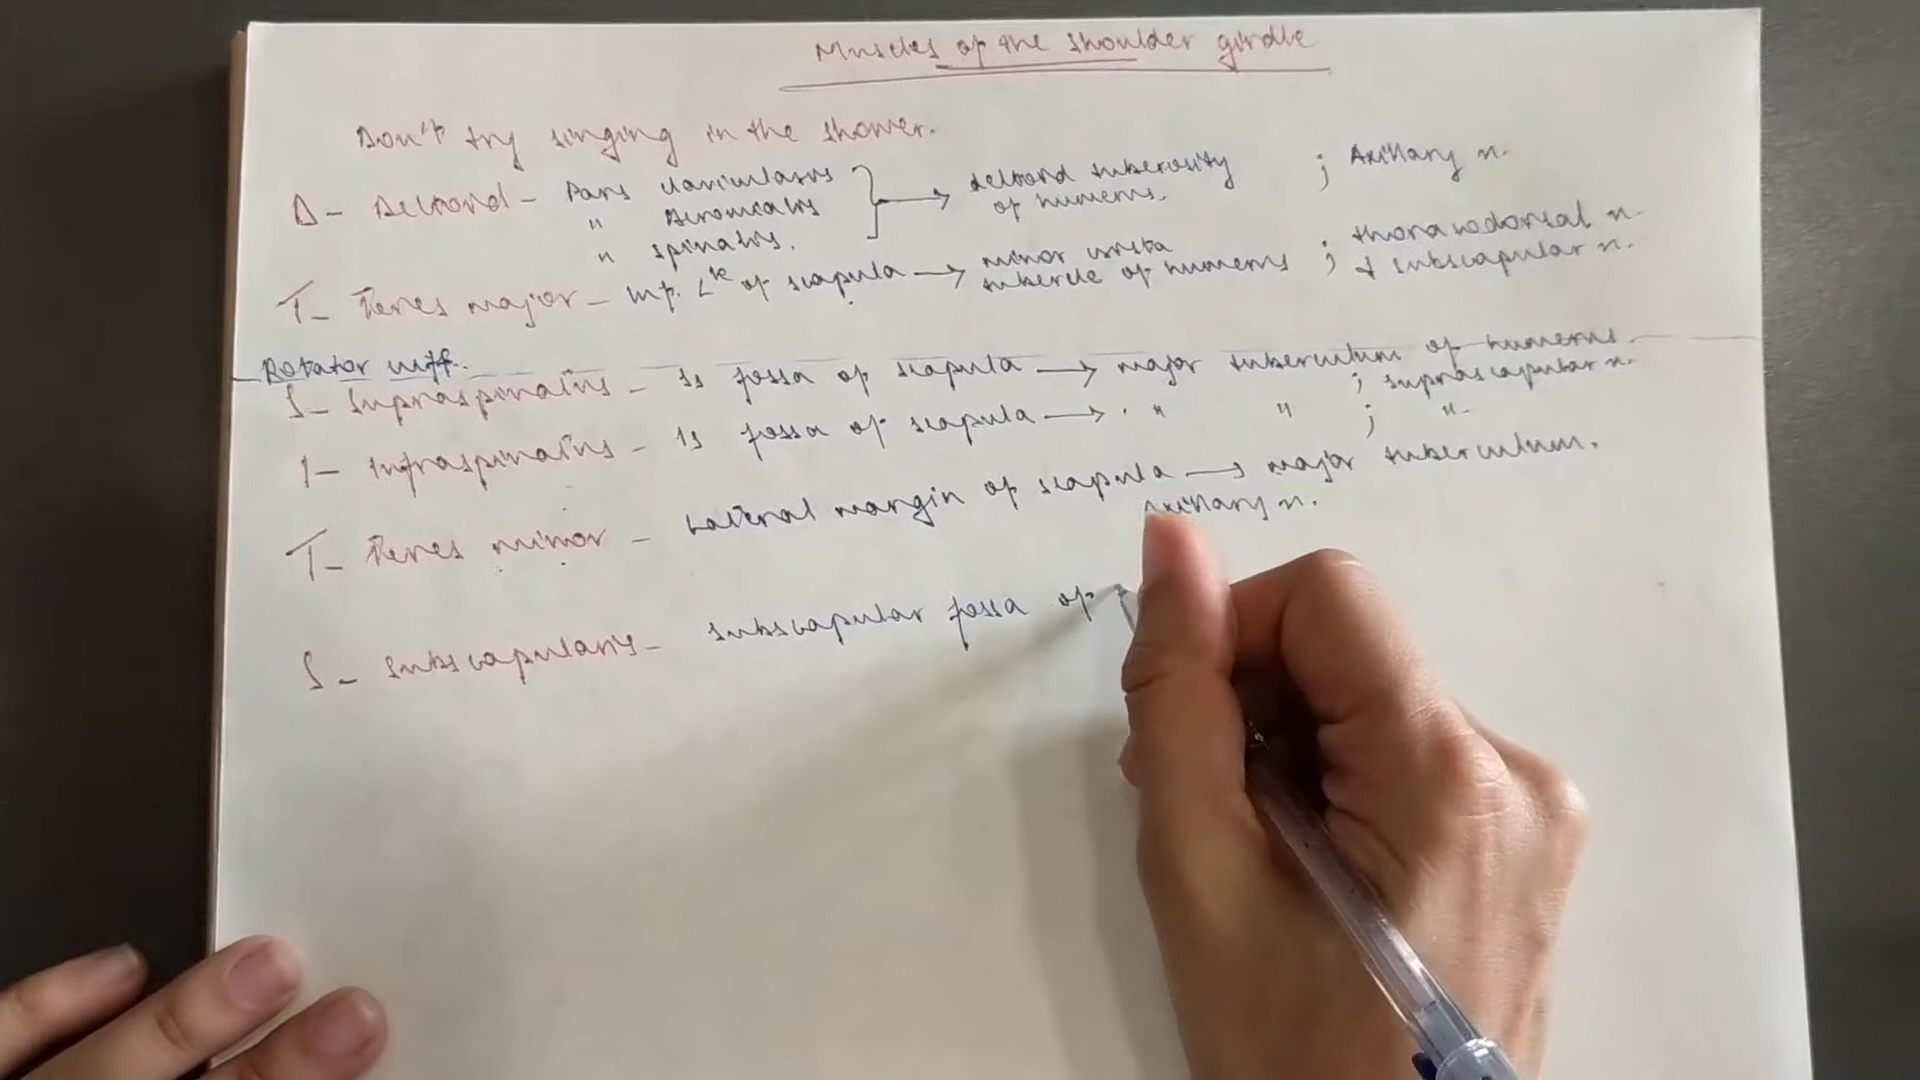 Muscles of the shoulder girdle
Don't try singing in the shower.
D - Deltoid - Pars clavicularis
" Acromialis
" spinalis.
→ deltoid tuberosity
of humerus.
; Axillary n.
T - Teres major - inf. L^le of scapula → minor crista
tubercle of humerus
; thoracodorsal n.
& subscapular n.
Rotator cuff.
S - Supraspinatus - ss fossa of scapula → major tuberculum of humerus.
; suprascapular n.
I - Infraspinatus - Is fossa of scapula → " " ; "
T - Teres minor - Lateral margin of scapula → major tuberculum.
Axillary n.
S - Subscapularis - subscapular fossa of